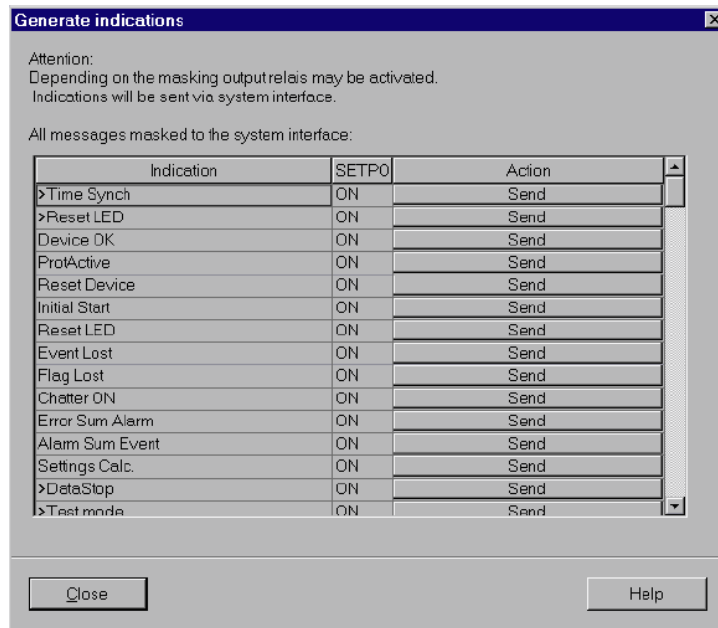 Generate indications
Attention:
Depending on the masking output relais may be activated.
Indications will be sent via system interface.
All messages masked to the system interface:
Indication SETPO Action
>Time Synch ON Send
>Reset LED ON Send
Device OK ON Send
ProtActive ON Send
Reset Device ON Send
Initial Start ON Send
Reset LED ON Send
Event Lost ON Send
Flag Lost ON Send
Chatter ON ON Send
Error Sum Alarm ON Send
Alarm Sum Event ON Send
Settings Calc. ON Send
>DataStop ON Send
>Test mode ON Send
Close Help